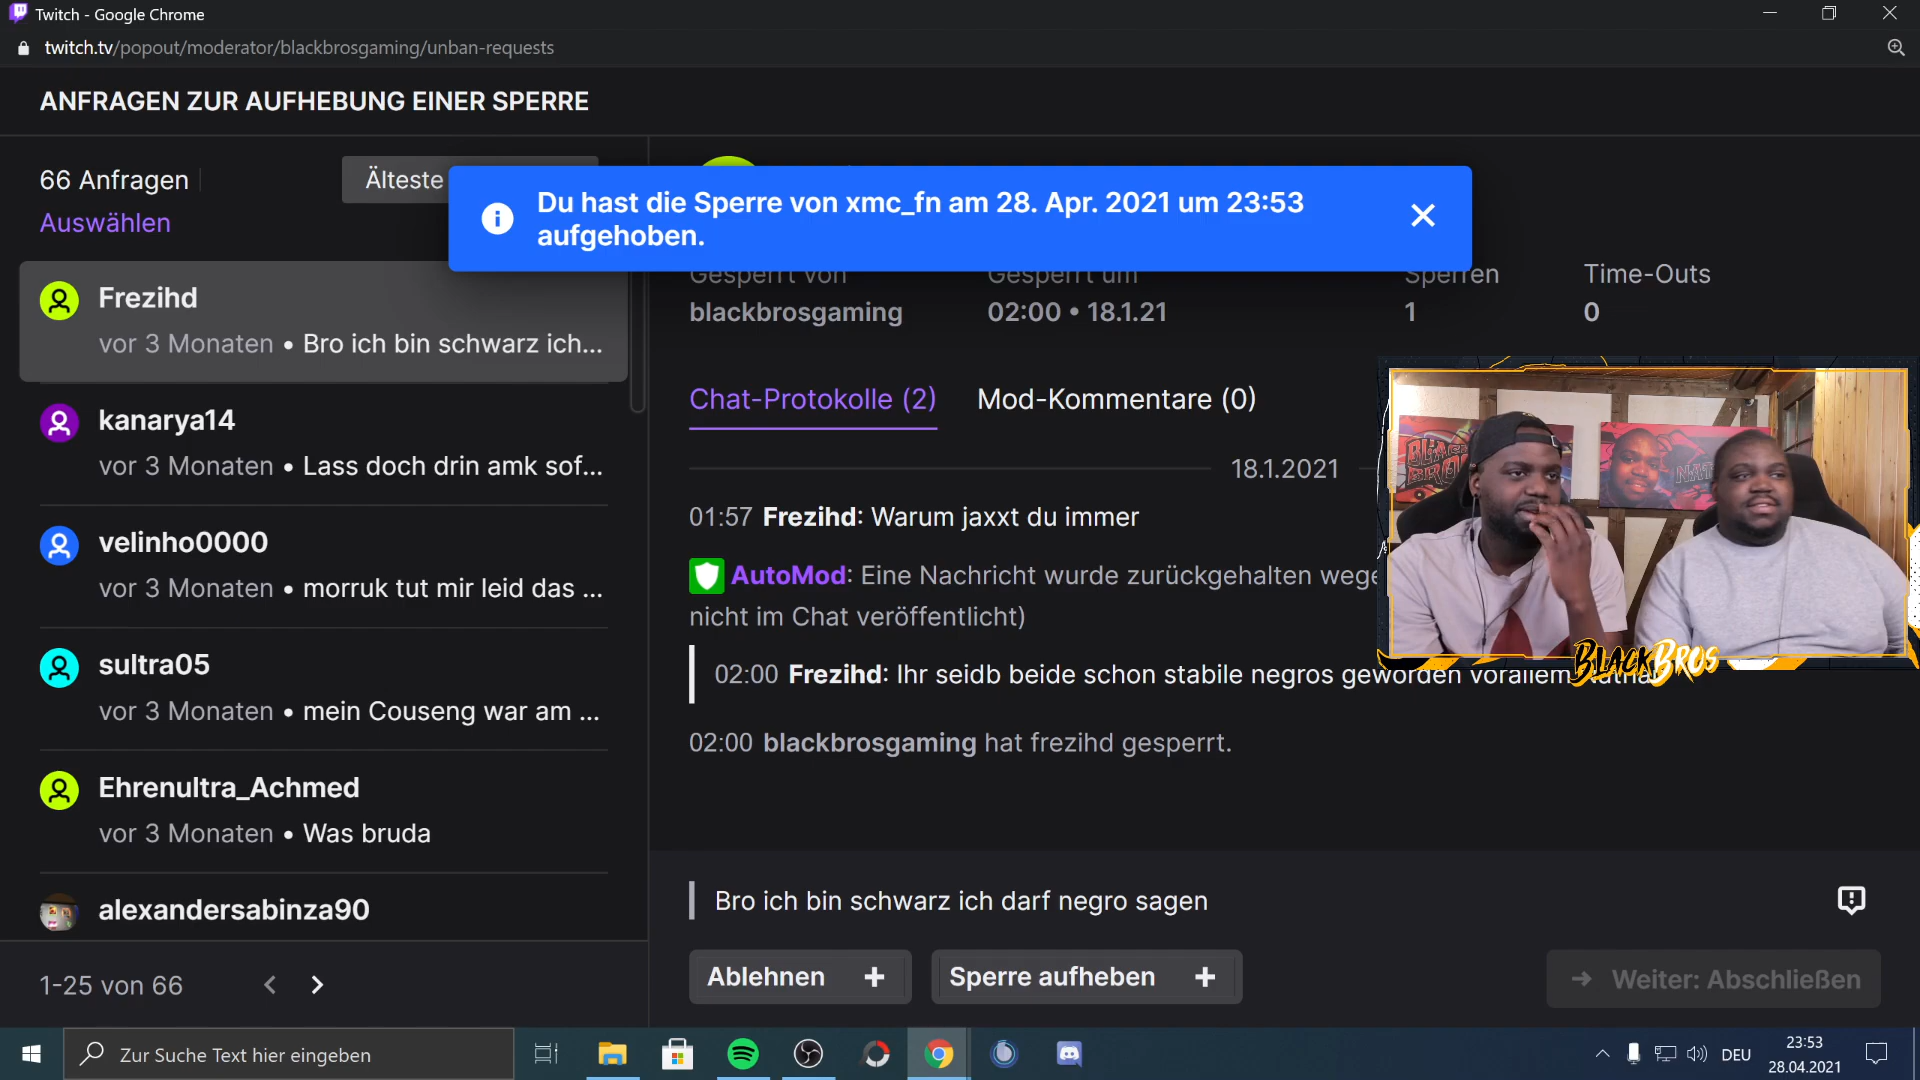 Twitch - Google Chrome
twitch.tv/popout/moderator/blackbrosgaming/unban-requests
ANFRAGEN ZUR AUFHEBUNG EINER SPERRE
66 Anfragen
Älteste
Auswählen
Du hast die Sperre von xmc_fn am 28. Apr. 2021 um 23:53
aufgehoben.
Frezihd
vor 3 Monaten • Bro ich bin schwarz ich...
kanarya14
vor 3 Monaten • Lass doch drin amk sof...
velinho0000
vor 3 Monaten • morruk tut mir leid das ...
sultra05
vor 3 Monaten • mein Couseng war am ...
Ehrenultra_Achmed
vor 3 Monaten • Was bruda
alexandersabinza90
1-25 von 66
Gesperrt von Gesperrt um Sperren Time-Outs
blackbrosgaming 02:00 • 18.1.21 1 0
Chat-Protokolle (2) Mod-Kommentare (0)
18.1.2021
01:57 Frezihd: Warum jaxxt du immer
AutoMod: Eine Nachricht wurde zurückgehalten
nicht im Chat veröffentlicht)
02:00 Frezihd: Ihr seidb beide schon stabile negros geworden vorallem
02:00 blackbrosgaming hat frezihd gesperrt.
BLACKBROS
Bro ich bin schwarz ich darf negro sagen
Ablehnen + Sperre aufheben + → Weiter: Abschließen
Zur Suche Text hier eingeben
DEU
23:53
28.04.2021